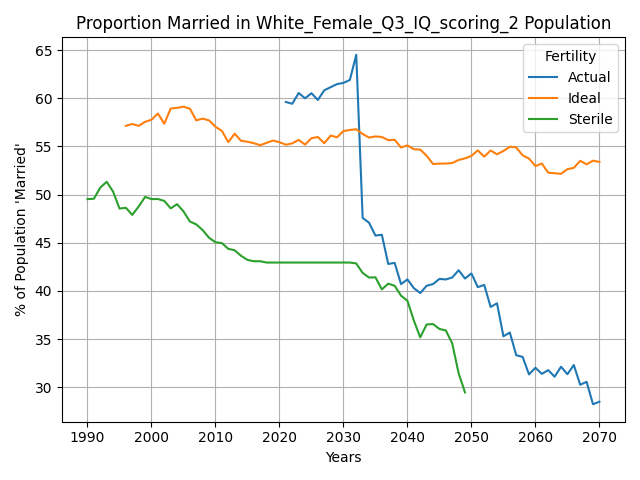 Proportion Married in White_Female_Q3_IQ_scoring_2 Population
% of Population 'Married'
65
60
55
50
45
40
35
30
Fertility
Actual
Ideal
Sterile
1990 2000 2010 2020 2030 2040 2050 2060 2070
Years